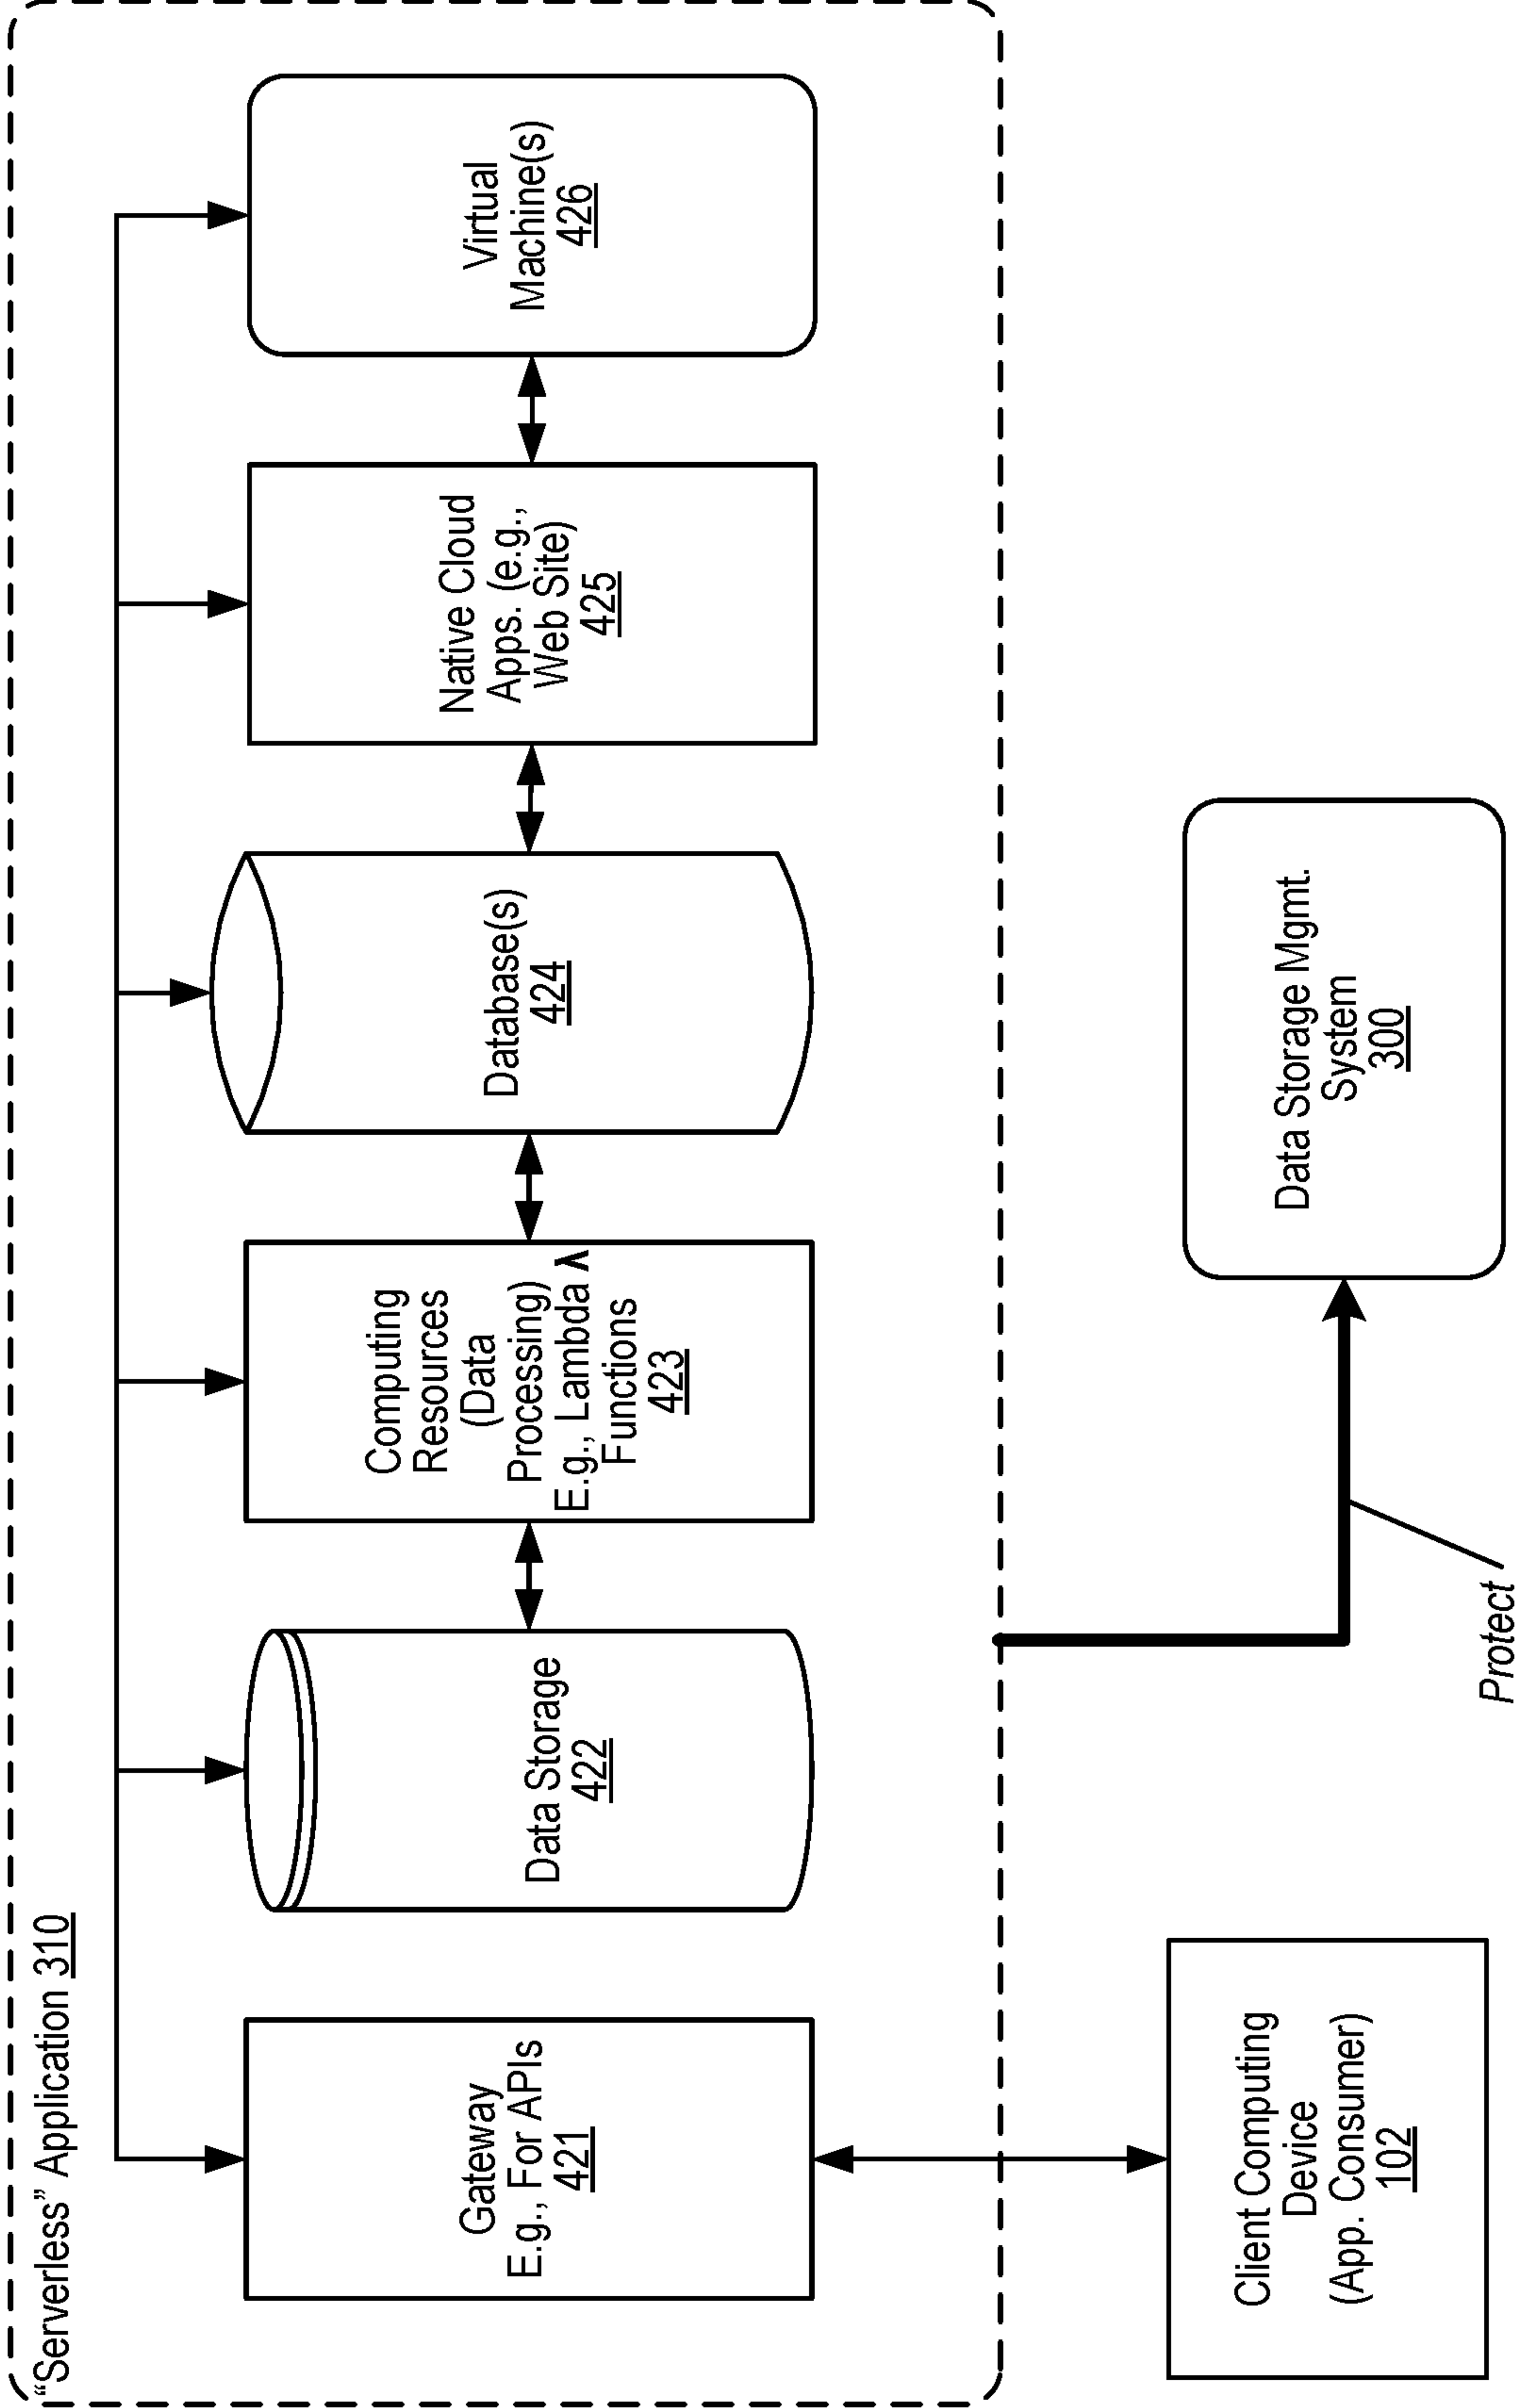 “Serverless” Application 310
Gateway
E.g., For APIs
421
Data Storage
422
Computing
Resources
(Data
Processing)
E.g., Lambda Λ
Functions
423
Database(s)
424
Native Cloud
Apps. (e.g.,
Web Site)
425
Virtual
Machine(s)
426
Client Computing
Device
(App. Consumer)
102
Protect
Data Storage Mgmt.
System
300